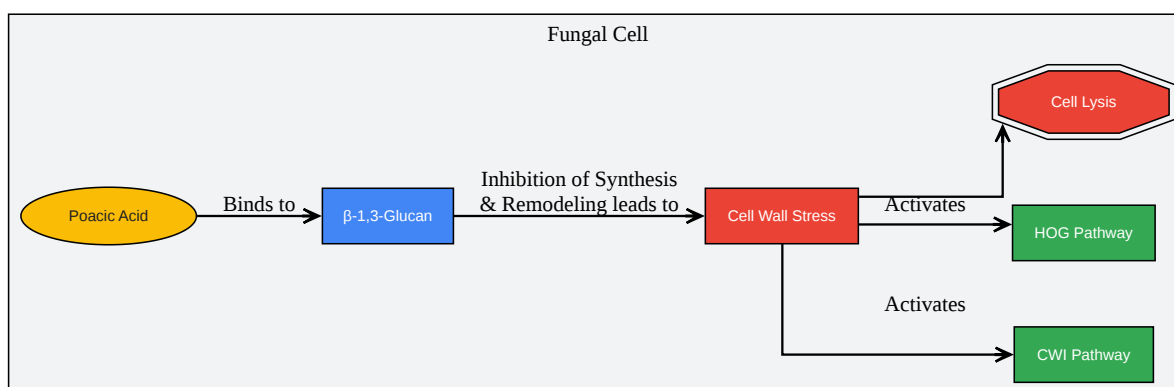 Fungal Cell
Cell Lysis
Poacic Acid
Binds to
β-1,3-Glucan
Inhibition of Synthesis
& Remodeling leads to
Cell Wall Stress
Activates
HOG Pathway
Activates
CWI Pathway